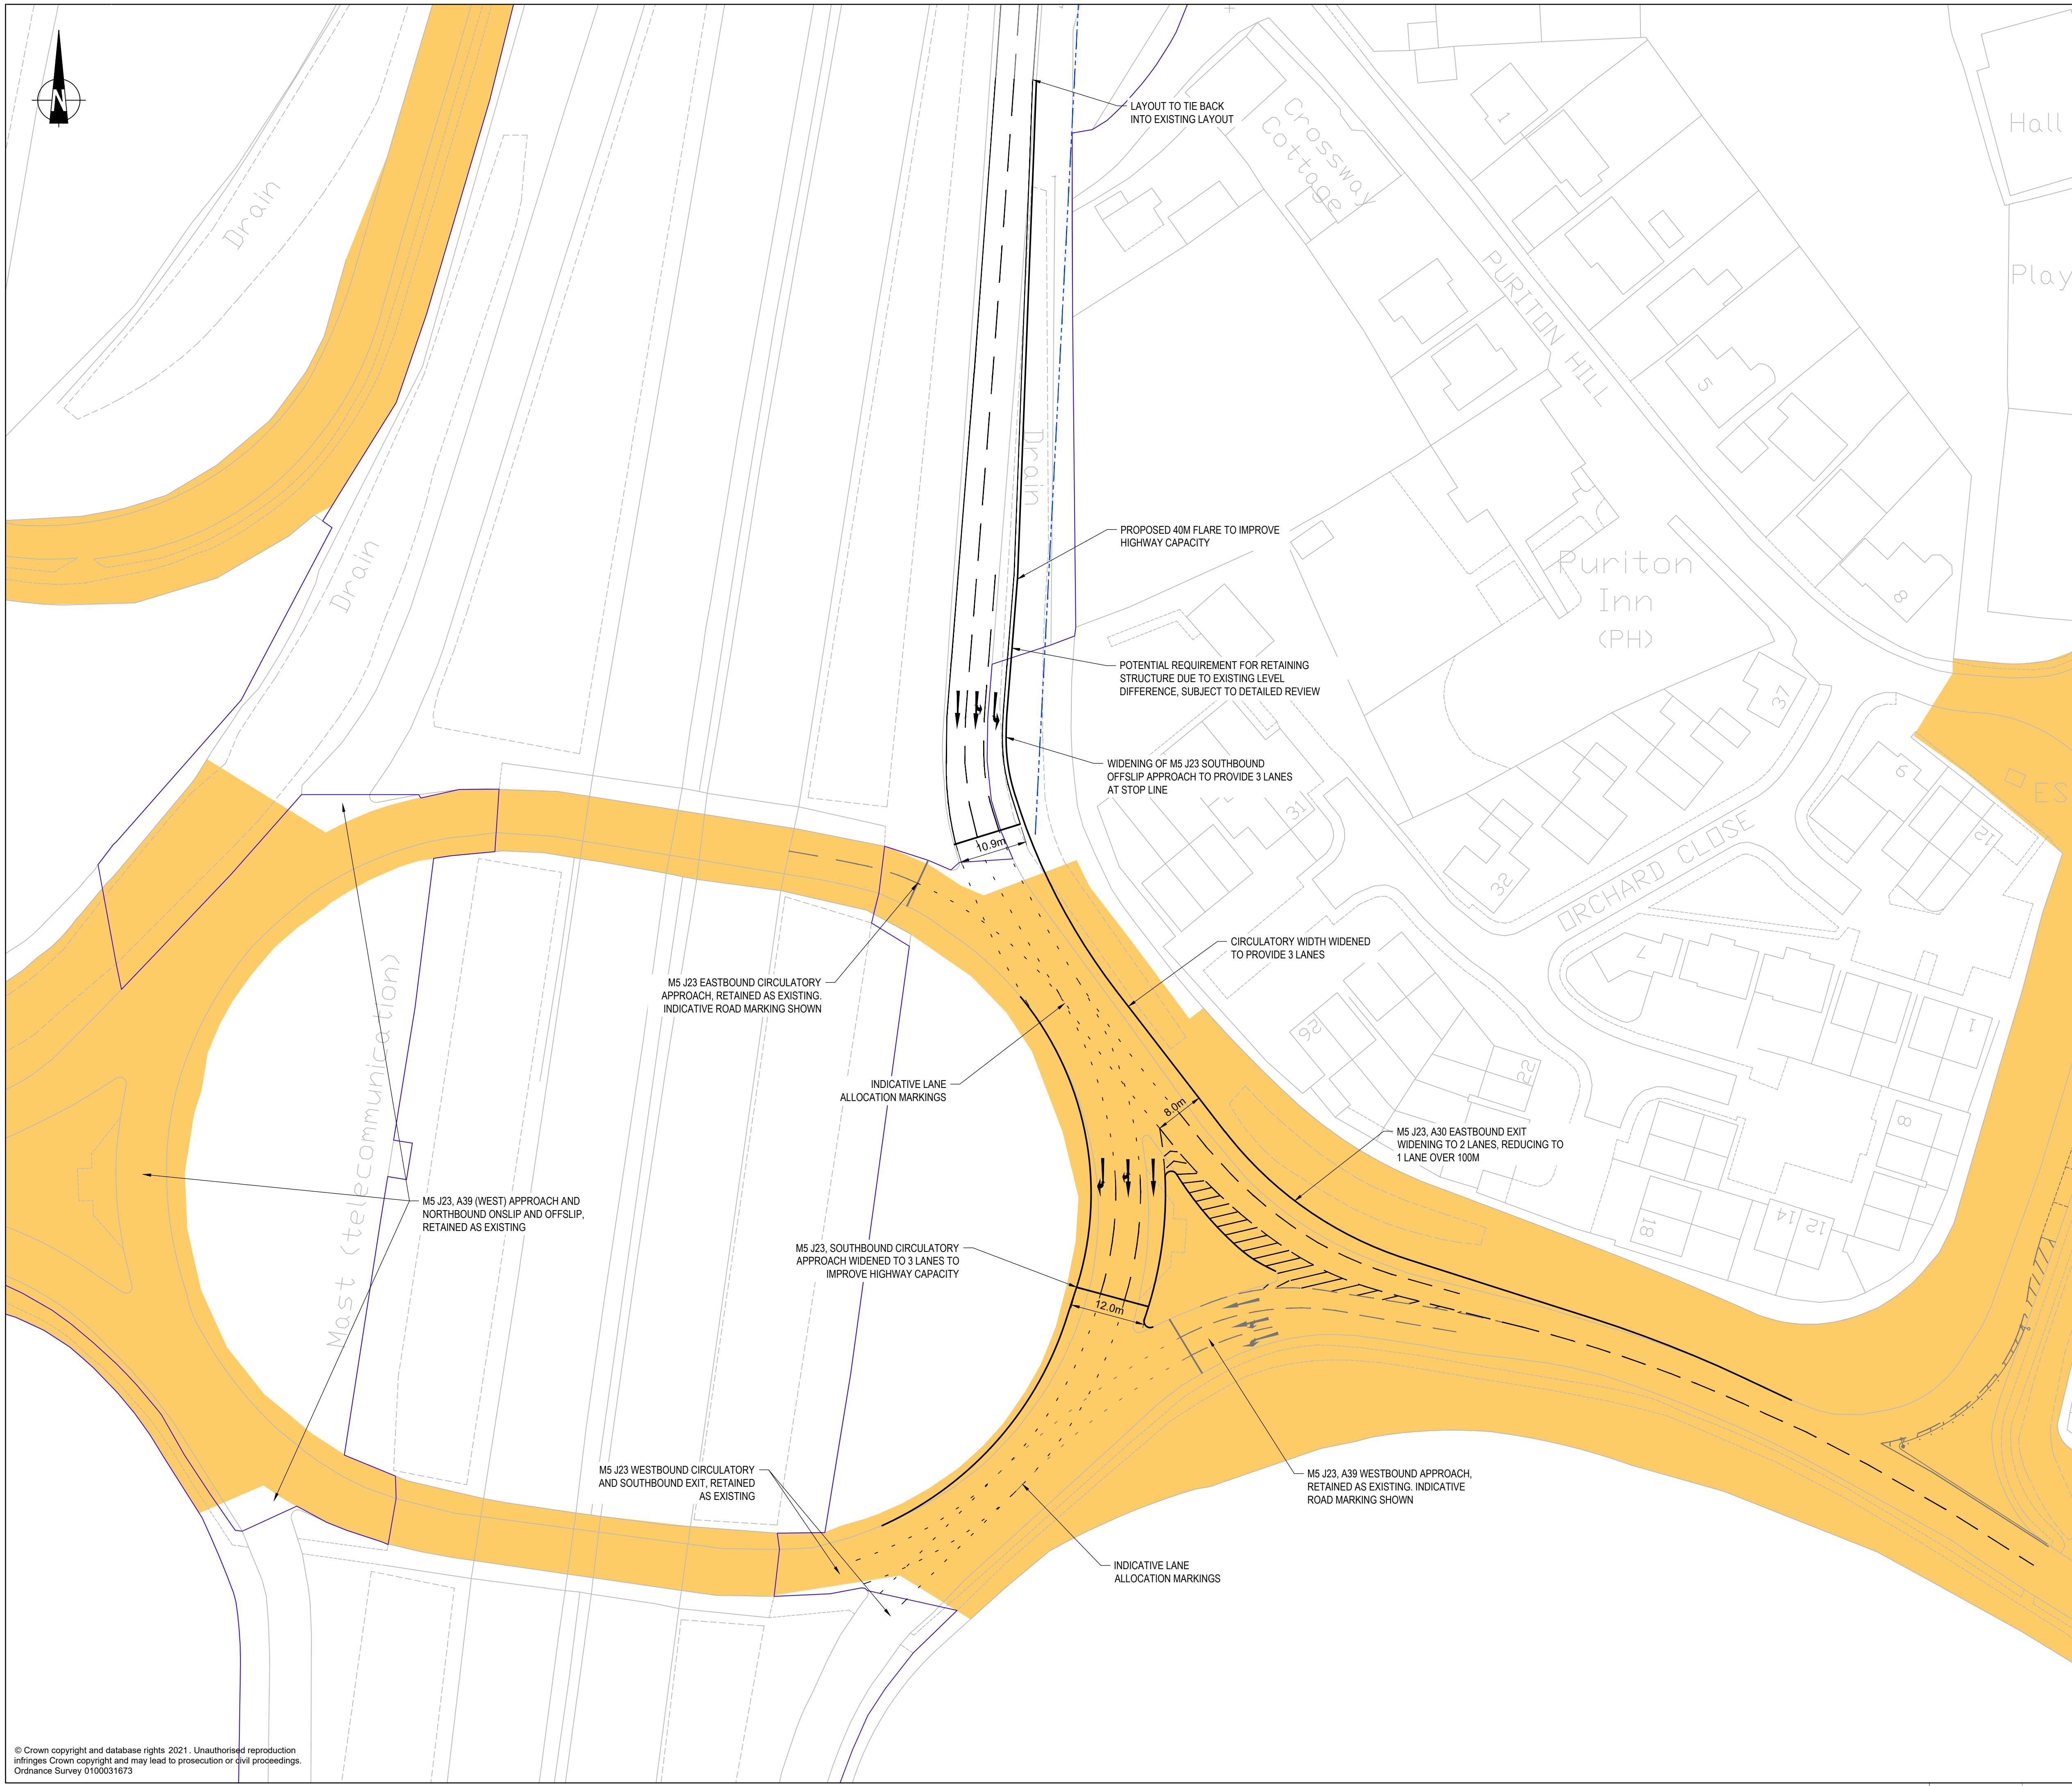 N
Drain
LAYOUT TO TIE BACK
INTO EXISTING LAYOUT
Crossway
Cottage
1
Hall
Play
PURITON HILL
5
Drain
Drain
PROPOSED 40M FLARE TO IMPROVE
HIGHWAY CAPACITY
Puriton
Inn
(PH)
8
POTENTIAL REQUIREMENT FOR RETAINING
STRUCTURE DUE TO EXISTING LEVEL
DIFFERENCE, SUBJECT TO DETAILED REVIEW
37
WIDENING OF M5 J23 SOUTHBOUND
OFFSLIP APPROACH TO PROVIDE 3 LANES
AT STOP LINE
31
9
ES
12
10.9m
32
ORCHARD CLOSE
CIRCULATORY WIDTH WIDENED
TO PROVIDE 3 LANES
7
M5 J23 EASTBOUND CIRCULATORY
APPROACH, RETAINED AS EXISTING.
INDICATIVE ROAD MARKING SHOWN
26
1
22
INDICATIVE LANE
ALLOCATION MARKINGS
8.0m
8
M5 J23, A30 EASTBOUND EXIT
WIDENING TO 2 LANES, REDUCING TO
1 LANE OVER 100M
Mast (telecommunication)
M5 J23, A39 (WEST) APPROACH AND
NORTHBOUND ONSLIP AND OFFSLIP,
RETAINED AS EXISTING
18
14
12
M5 J23, SOUTHBOUND CIRCULATORY
APPROACH WIDENED TO 3 LANES TO
IMPROVE HIGHWAY CAPACITY
12.0m
M5 J23 WESTBOUND CIRCULATORY
AND SOUTHBOUND EXIT, RETAINED
AS EXISTING
M5 J23, A39 WESTBOUND APPROACH,
RETAINED AS EXISTING. INDICATIVE
ROAD MARKING SHOWN
INDICATIVE LANE
ALLOCATION MARKINGS
© Crown copyright and database rights 2021. Unauthorised reproduction
infringes Crown copyright and may lead to prosecution or civil proceedings.
Ordnance Survey 0100031673